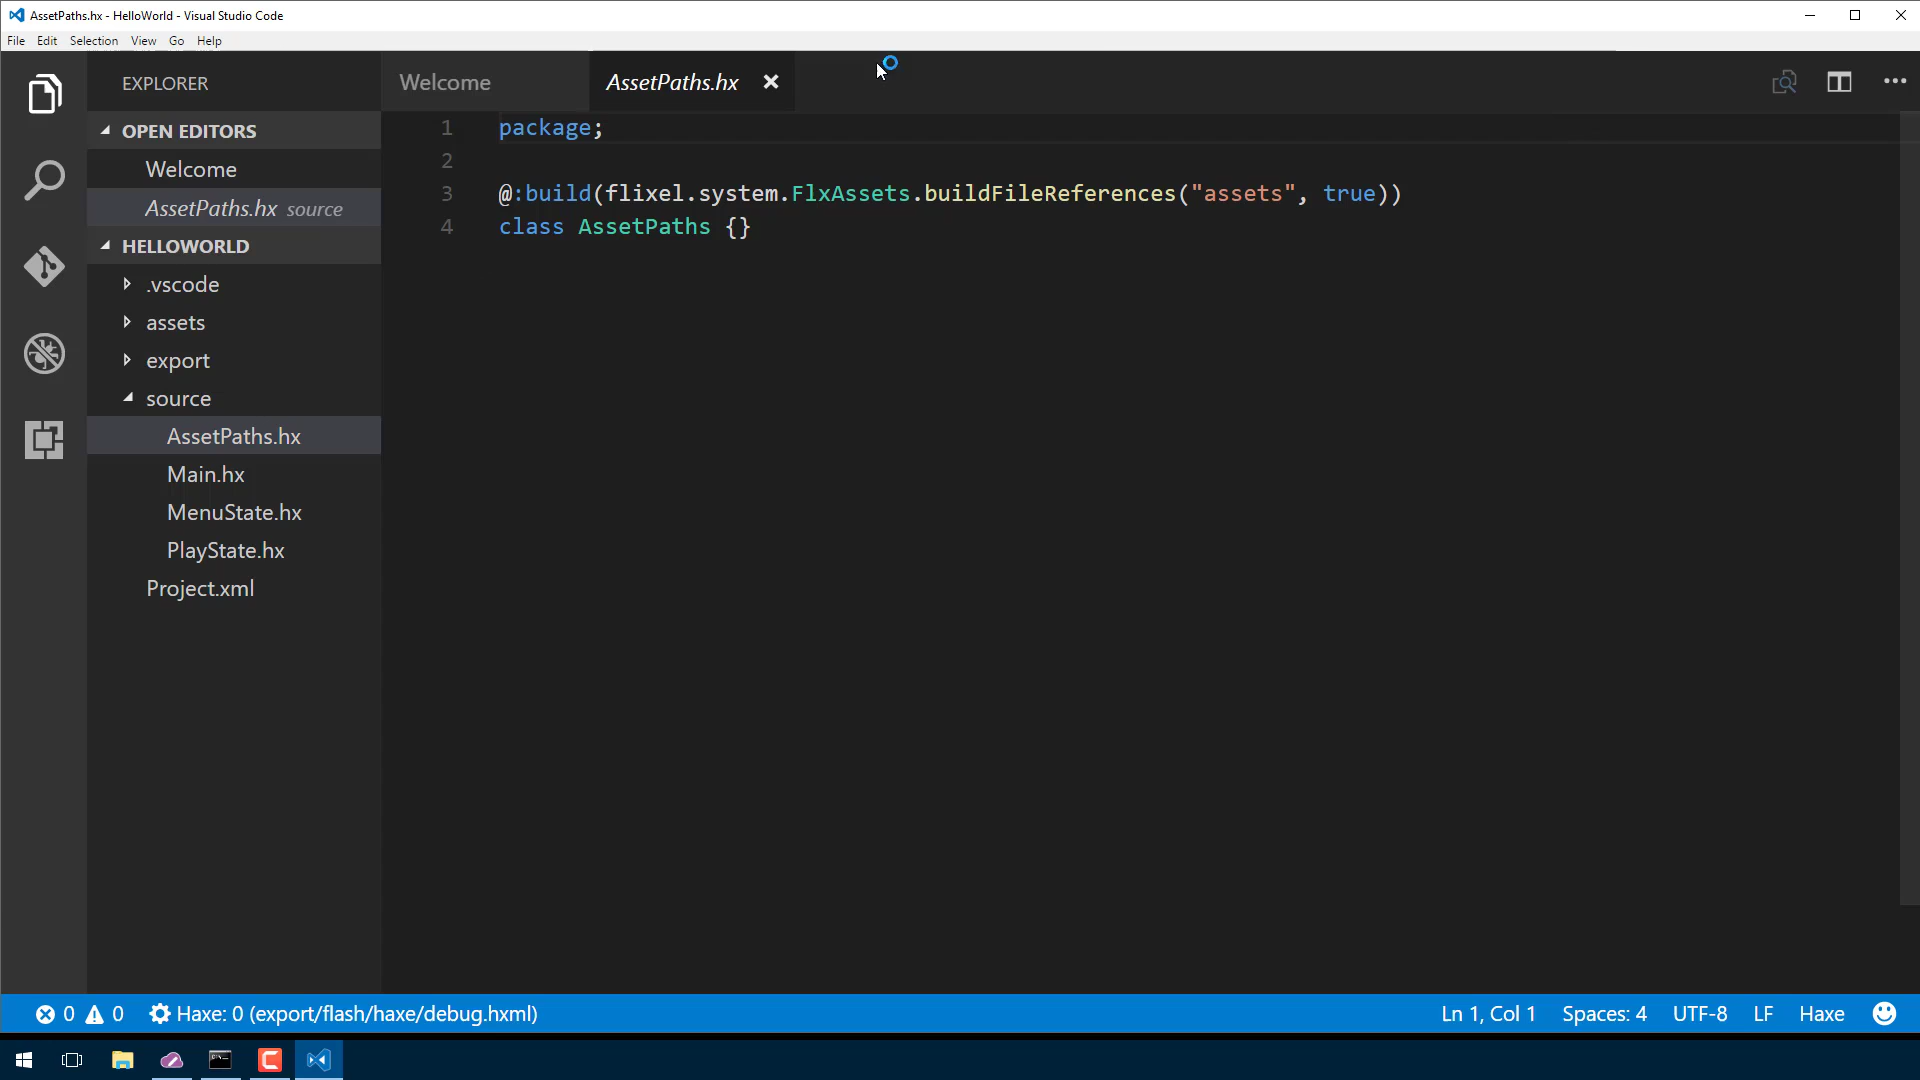 AssetPaths.hx - HelloWorld - Visual Studio Code
File Edit Selection View Go Help
EXPLORER
OPEN EDITORS
Welcome
AssetPaths.hx source
HELLOWORLD
.vscode
assets
export
source
AssetPaths.hx
Main.hx
MenuState.hx
PlayState.hx
Project.xml
Welcome AssetPaths.hx
1 package;
2
3 @:build(flixel.system.FlxAssets.buildFileReferences("assets", true))
4 class AssetPaths {}
0 0 Haxe: 0 (export/flash/haxe/debug.hxml) Ln 1, Col 1 Spaces: 4 UTF-8 LF Haxe